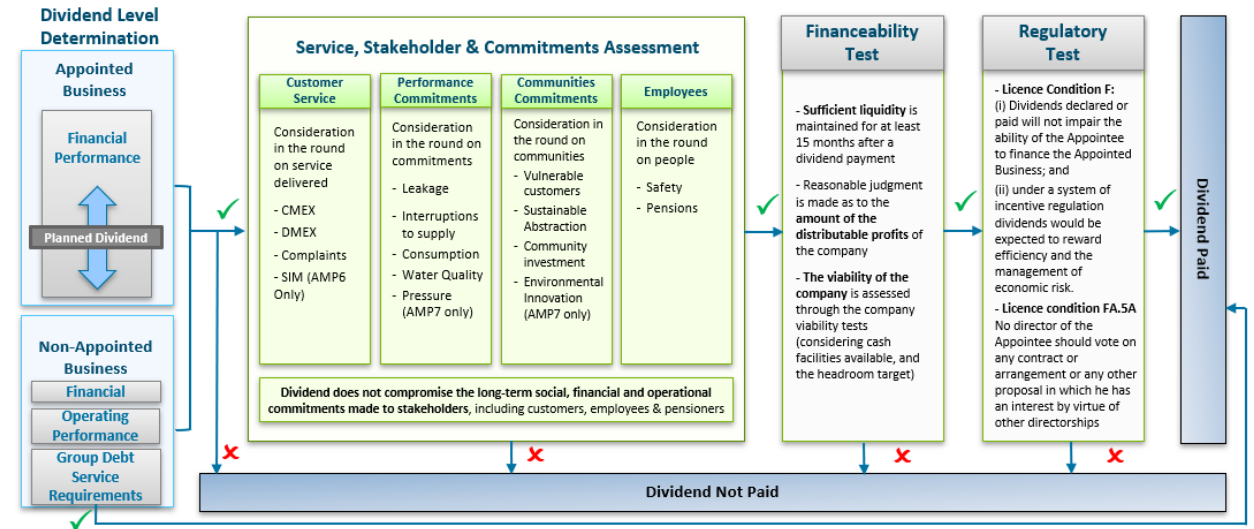 Dividend Level
Determination
Appointed
Business
Financial
Performance
Planned Dividend
Non-Appointed
Business
Financial
Operating
Performance
Group Debt
Service
Requirements
Service, Stakeholder & Commitments Assessment
Customer
Service
Consideration
in the round
on service
delivered
- CMEX
- DMEX
- Complaints
- SIM (AMP6
Only)
Performance
Commitments
Consideration
in the round
on commitments
- Leakage
- Interruptions
to supply
- Consumption
- Water Quality
- Pressure
(AMP7 only)
Communities
Commitments
Consideration in
the round on
communities
- Vulnerable
customers
- Sustainable
Abstraction
- Community
investment
- Environmental
Innovation
(AMP7 only)
Employees
Consideration
in the round
on people
- Safety
- Pensions
Dividend does not compromise the long-term social, financial and operational
commitments made to stakeholders, including customers, employees & pensioners
Financeability
Test
- Sufficient liquidity is
maintained for at least
15 months after a
dividend payment
- Reasonable judgment
is made as to the
amount of the
distributable profits of
the company
- The viability of the
company is assessed
through the company
viability tests
(considering cash
facilities available, and
the headroom target)
Regulatory
Test
- Licence Condition F:
(i) Dividends declared or
paid will not impair the
ability of the Appointee
to finance the Appointed
Business; and
(ii) under a system of
incentive regulation
dividends would be
expected to reward
efficiency and the
management of
economic risk.
- Licence condition FA.5A
No director of the
Appointee should vote on
any contract or
arrangement or any other
proposal in which he has
an interest by virtue of
other directorships
Dividend Paid
Dividend Not Paid